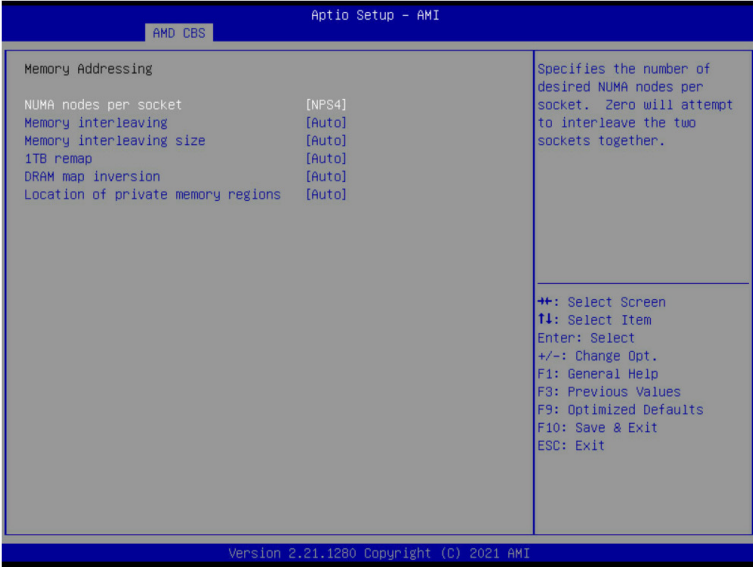 Aptio Setup – AMI
AMD CBS
Memory Addressing
NUMA nodes per socket [NPS4]
Memory interleaving [Auto]
Memory interleaving size [Auto]
1TB remap [Auto]
DRAM map inversion [Auto]
Location of private memory regions [Auto]
Specifies the number of
desired NUMA nodes per
socket. Zero will attempt
to interleave the two
sockets together.
→←: Select Screen
↑↓: Select Item
Enter: Select
+/-: Change Opt.
F1: General Help
F3: Previous Values
F9: Optimized Defaults
F10: Save & Exit
ESC: Exit
Version 2.21.1280 Copyright (C) 2021 AMI